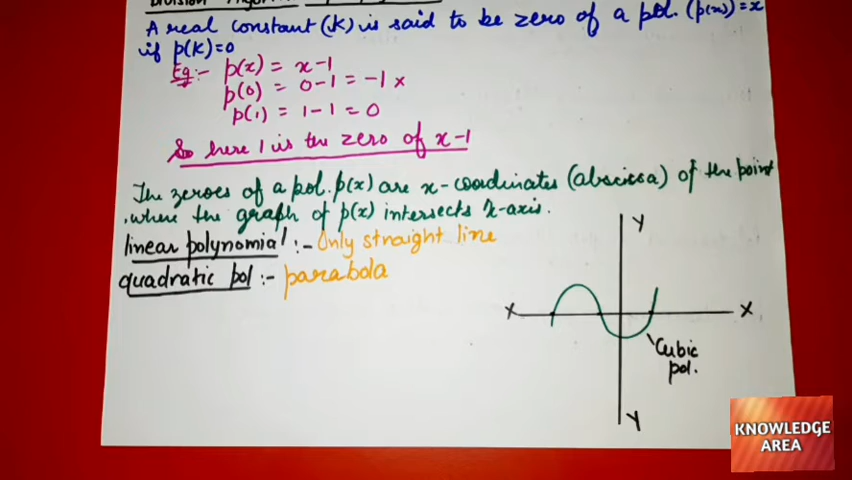 A real constant (K) is said to be zero of a pol. (p(x)) = x
if p(K)=0
Eg:- p(x) = x-1
p(0) = 0-1 = -1 ×
p(1) = 1-1 = 0
So here 1 is the zero of x-1
The zeroes of a pol. p(x) are x-coordinates (abscissa) of the point
where the graph of p(x) intersects X-axis.
linear polynomial :- Only straight line
quadratic pol :- parabola
Y
X X
Cubic
pol.
Y
KNOWLEDGE
AREA